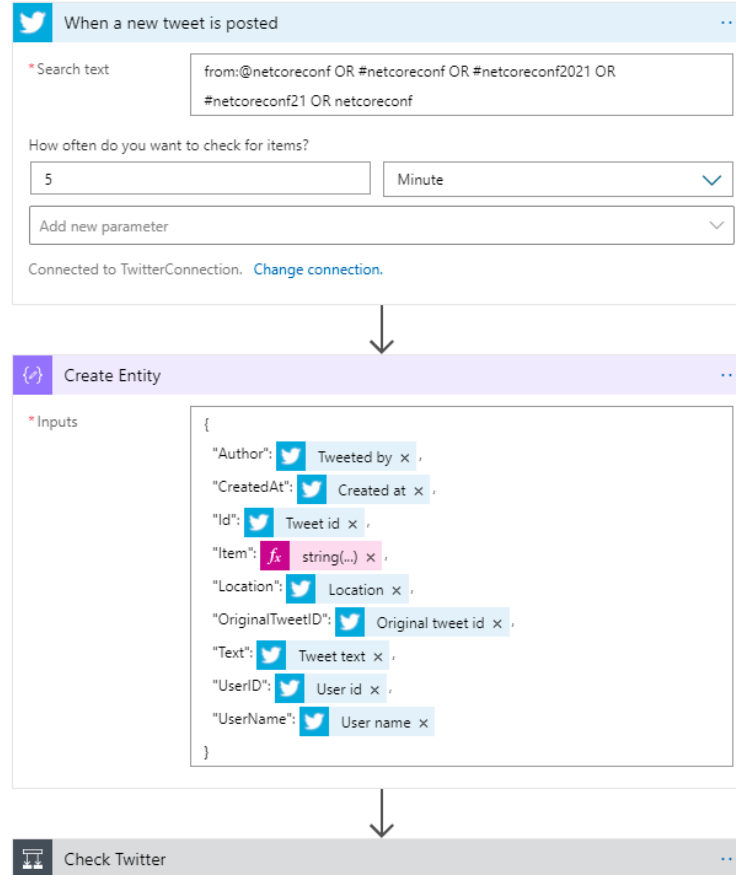 When a new tweet is posted
* Search text
from:@netcoreconf OR #netcoreconf OR #netcoreconf2021 OR
#netcoreconf21 OR netcoreconf
How often do you want to check for items?
5
Minute
Add new parameter
Connected to TwitterConnection. Change connection.
{ } Create Entity
* Inputs
{
"Author": Tweeted by × ,
"CreatedAt": Created at × ,
"Id": Tweet id × ,
"Item": fx string(...) × ,
"Location": Location × ,
"OriginalTweetID": Original tweet id × ,
"Text": Tweet text × ,
"UserID": User id × ,
"UserName": User name ×
}
Check Twitter